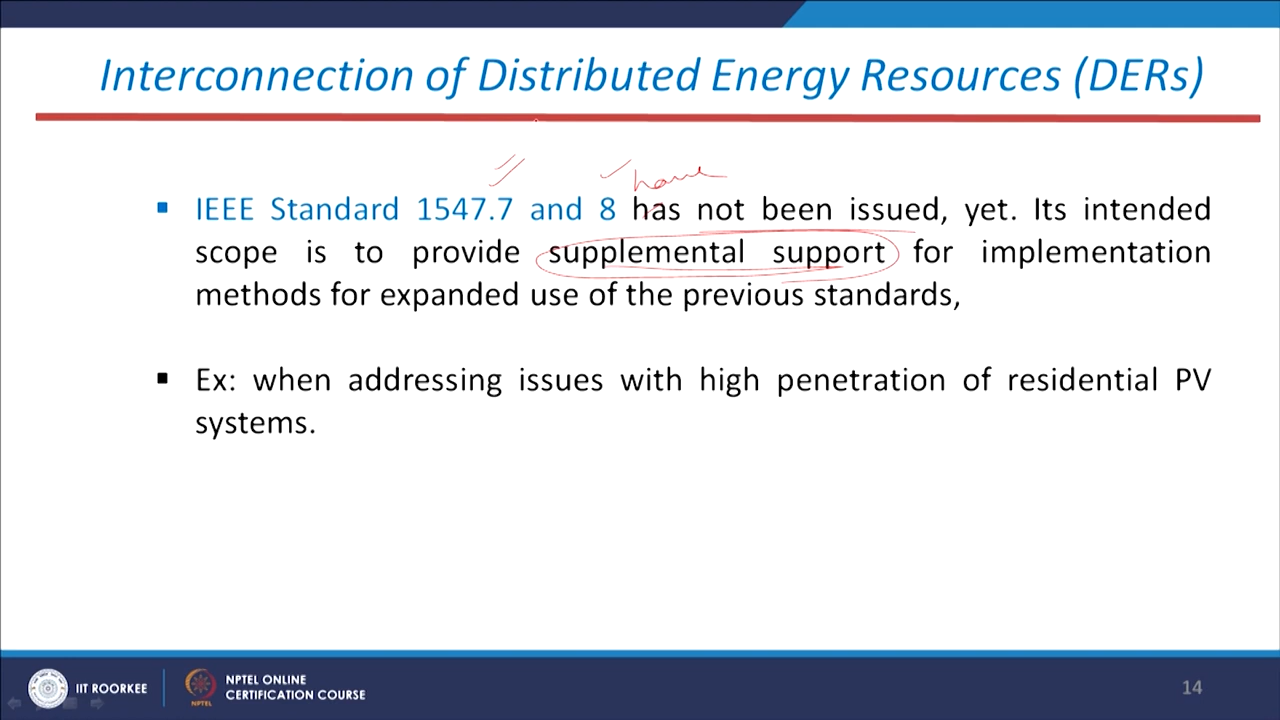 Interconnection of Distributed Energy Resources (DERs)
have
▪ IEEE Standard 1547.7 and 8 has not been issued, yet. Its intended
scope is to provide supplemental support for implementation
methods for expanded use of the previous standards,
▪ Ex: when addressing issues with high penetration of residential PV
systems.
IIT ROORKEE
NPTEL
NPTEL ONLINE
CERTIFICATION COURSE
14